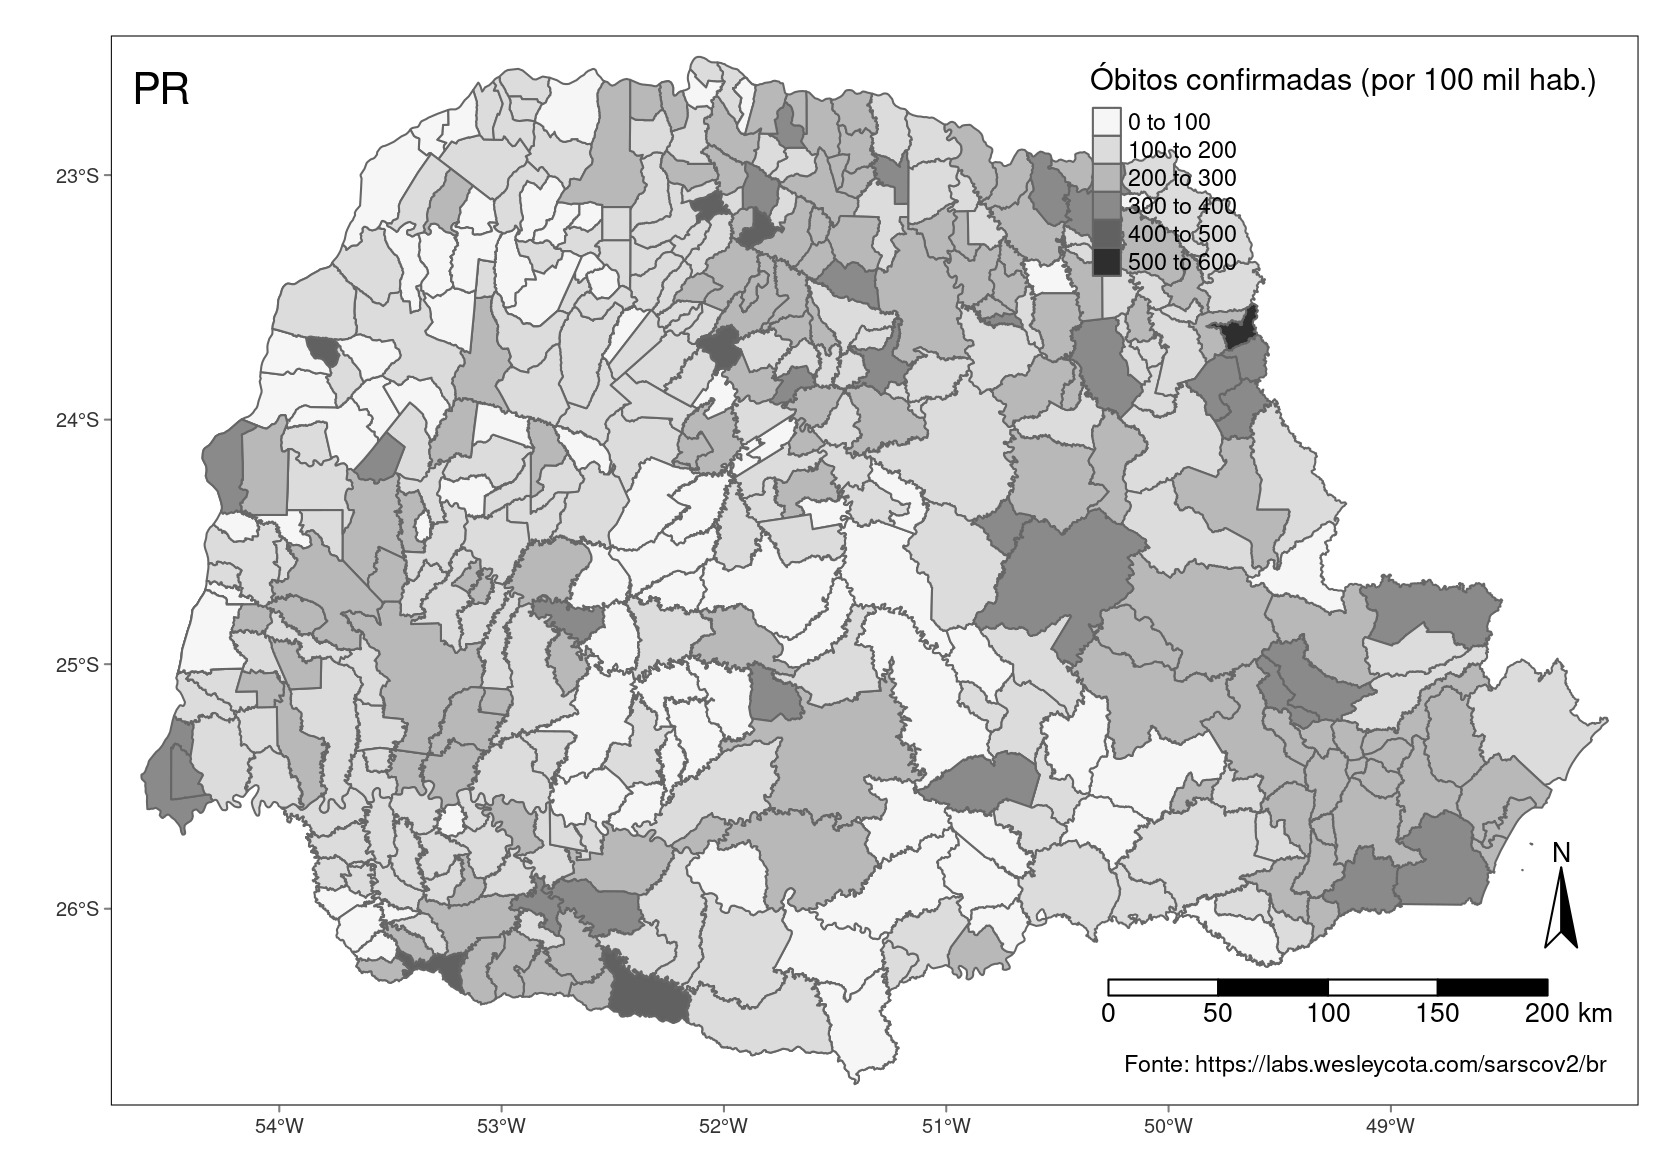 PR
Óbitos confirmadas (por 100 mil hab.)
0 to 100
100 to 200
200 to 300
300 to 400
400 to 500
500 to 600
23°S
24°S
25°S
26°S
N
0 50 100 150 200 km
Fonte: https://labs.wesleycota.com/sarscov2/br
54°W 53°W 52°W 51°W 50°W 49°W